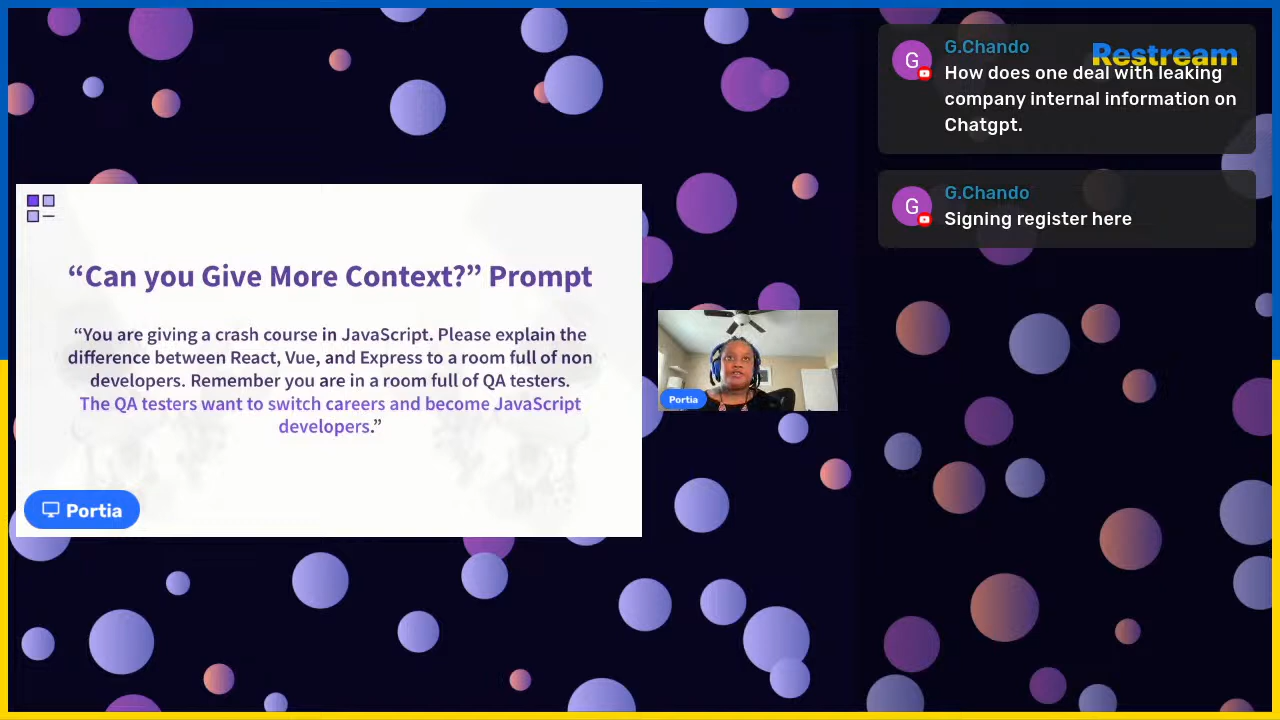 “Can you Give More Context?” Prompt
“You are giving a crash course in JavaScript. Please explain the
difference between React, Vue, and Express to a room full of non
developers. Remember you are in a room full of QA testers.
The QA testers want to switch careers and become JavaScript
developers.”
Portia
Portia
Restream
G
G.Chando
How does one deal with leaking
company internal information on
Chatgpt.
G
G.Chando
Signing register here